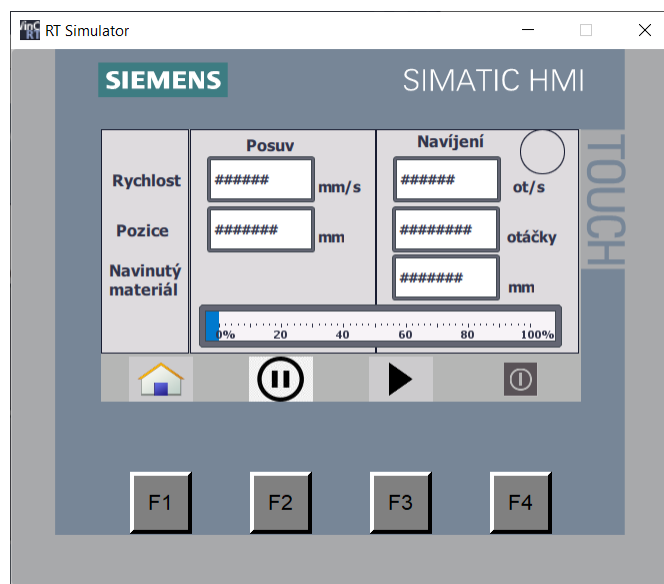 RT Simulator
SIEMENS
SIMATIC HMI
TOUCH
Posuv
Navíjení
Rychlost
######
mm/s
######
ot/s
Pozice
#######
mm
########
otáčky
Navinutý
materiál
#######
mm
0% 20 40 60 80 100%
F1 F2 F3 F4